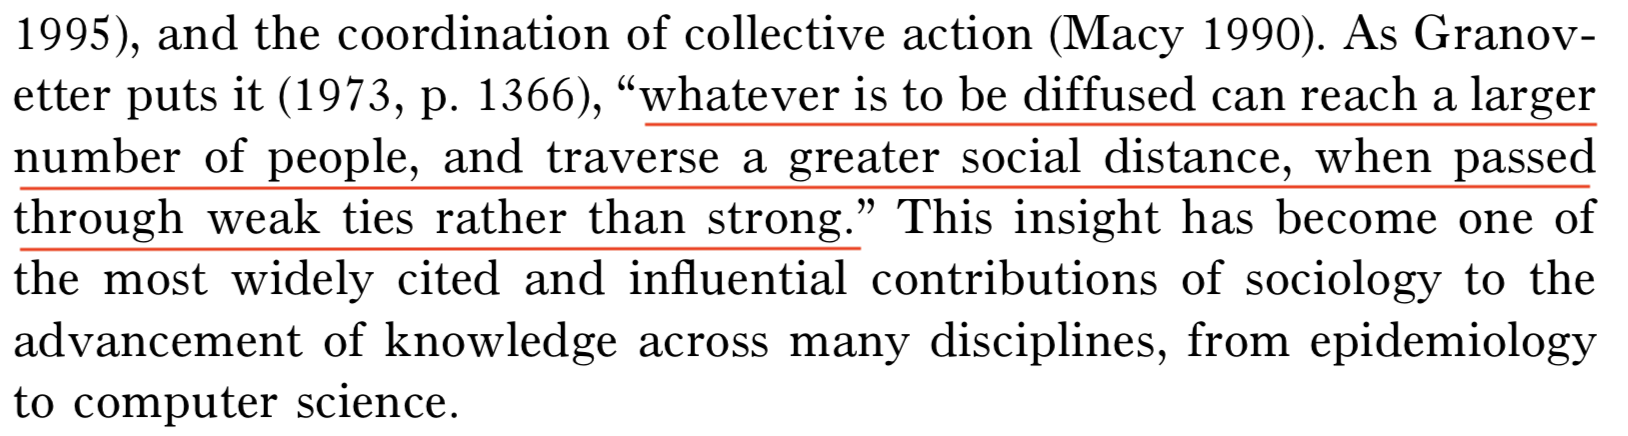 1995), and the coordination of collective action (Macy 1990). As Granov-
etter puts it (1973, p. 1366), “whatever is to be diffused can reach a larger
number of people, and traverse a greater social distance, when passed
through weak ties rather than strong.” This insight has become one of
the most widely cited and influential contributions of sociology to the
advancement of knowledge across many disciplines, from epidemiology
to computer science.